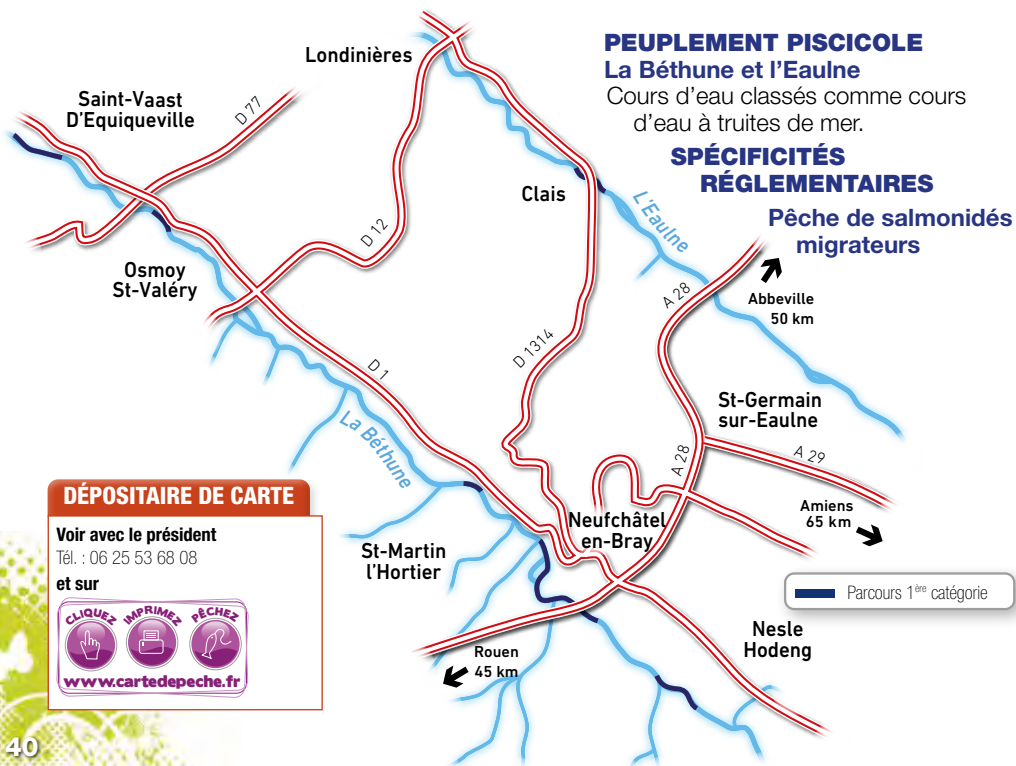 PEUPLEMENT PISCICOLE
La Béthune et l'Eaulne
Cours d'eau classés comme cours
d'eau à truites de mer.
SPÉCIFICITÉS
RÉGLEMENTAIRES
Pêche de salmonidés
migrateurs
Londinières
Saint-Vaast
D'Equiqueville
D 77
Clais
L'Eaulne
D 12
Osmoy
St-Valéry
A 28
Abbeville
50 km
D 1314
D 1
St-Germain
sur-Eaulne
La Béthune
A 28
A 29
Amiens
65 km
Neufchâtel
en-Bray
St-Martin
l'Hortier
Parcours 1ère catégorie
Nesle
Hodeng
Rouen
45 km
DÉPOSITAIRE DE CARTE
Voir avec le président
Tél. : 06 25 53 68 08
et sur
CLIQUEZ IMPRIMEZ PÊCHEZ
www.cartedepeche.fr
40